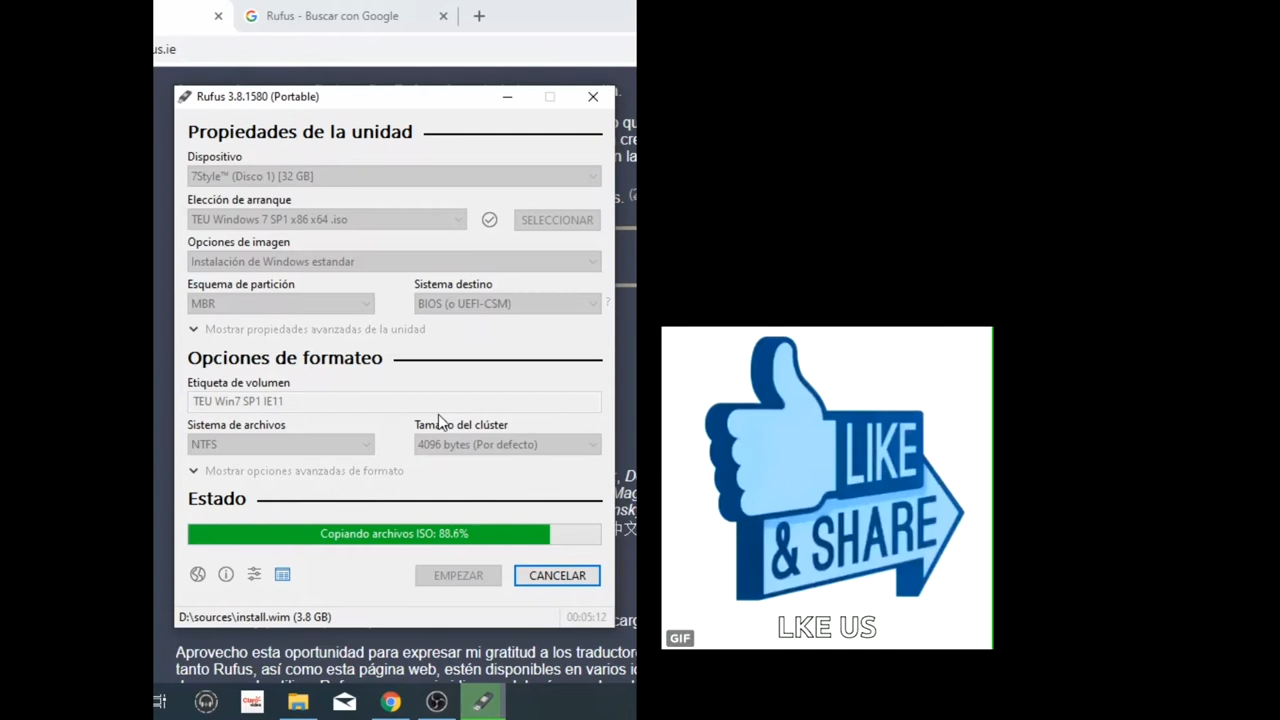 Rufus - Buscar con Google
us.ie
Rufus 3.8.1580 (Portable)
Propiedades de la unidad
Dispositivo
7Style™ (Disco 1) [32 GB]
Elección de arranque
TEU Windows 7 SP1 x86 x64 .iso
SELECCIONAR
Opciones de imagen
Instalación de Windows estandar
Esquema de partición
Sistema destino
MBR
BIOS (o UEFI-CSM)
?
Mostrar propiedades avanzadas de la unidad
Opciones de formateo
Etiqueta de volumen
TEU Win7 SP1 IE11
Sistema de archivos
NTFS
4096 bytes (Por defecto)
del clúster
Mostrar opciones avanzadas de formato
Estado
Copiando archivos ISO: 88.6%
EMPEZAR
CANCELAR
D:\sources\install.wim (3.8 GB)
00:05:12
Aprovecho esta oportunidad para expresar mi gratitud a los traductore
tanto Rufus, así como esta página web, estén disponibles en varios i
Claro
video
LIKE
& SHARE
LKE US
GIF